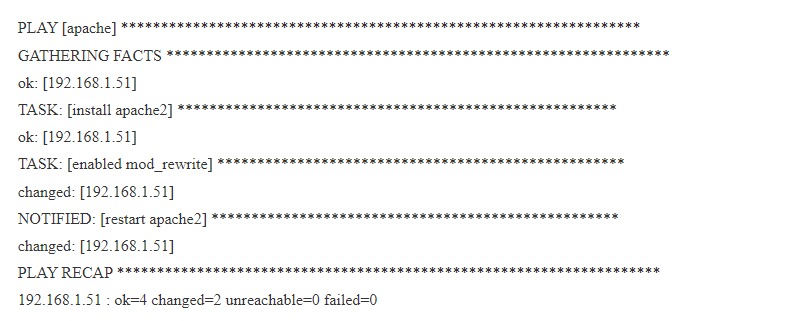 PLAY [apache] *****************************************************************
GATHERING FACTS ***************************************************************
ok: [192.168.1.51]
TASK: [install apache2] *******************************************************
ok: [192.168.1.51]
TASK: [enabled mod_rewrite] ***************************************************
changed: [192.168.1.51]
NOTIFIED: [restart apache2] ***************************************************
changed: [192.168.1.51]
PLAY RECAP ********************************************************************
192.168.1.51 : ok=4 changed=2 unreachable=0 failed=0